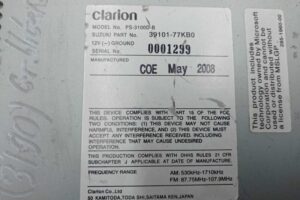 clarion
MODEL No. PS-3100D-B
SUZUKI PART No. 39101-77KB0
12V (-) GROUND
SERIAL No. 0001299
MANUFACTURED
COE May 2008
THIS DEVICE COMPLIES WITH PART 15 OF THE FCC
RULES. OPERATION IS SUBJECT TO THE FOLLOWING
TWO CONDITIONS: (1) THIS DEVICE MAY NOT CAUSE
HARMFUL INTERFERENCE, AND (2) THIS DEVICE MUST
ACCEPT ANY INTERFERENCE RECEIVED, INCLUDING
INTERFERENCE THAT MAY CAUSE UNDESIRED
OPERATION.
THIS PRODUCTION COMPLIES WITH DHHS RULES 21 CFR
SUBCHAPTER J APPLICABLE AT DATE OF MANUFACTURE.
FREQUENCY RANGE AM: 530kHz-1710kHz
FM: 87.75MHz-107.9MHz
Clarion Co.,Ltd
50 KAMITODA,TODA SHI,SAITAMA,JAPAN
This product includes
technology owned by Microsoft
Corporation and cannot be
used or distributed without
a license from MSLGP.